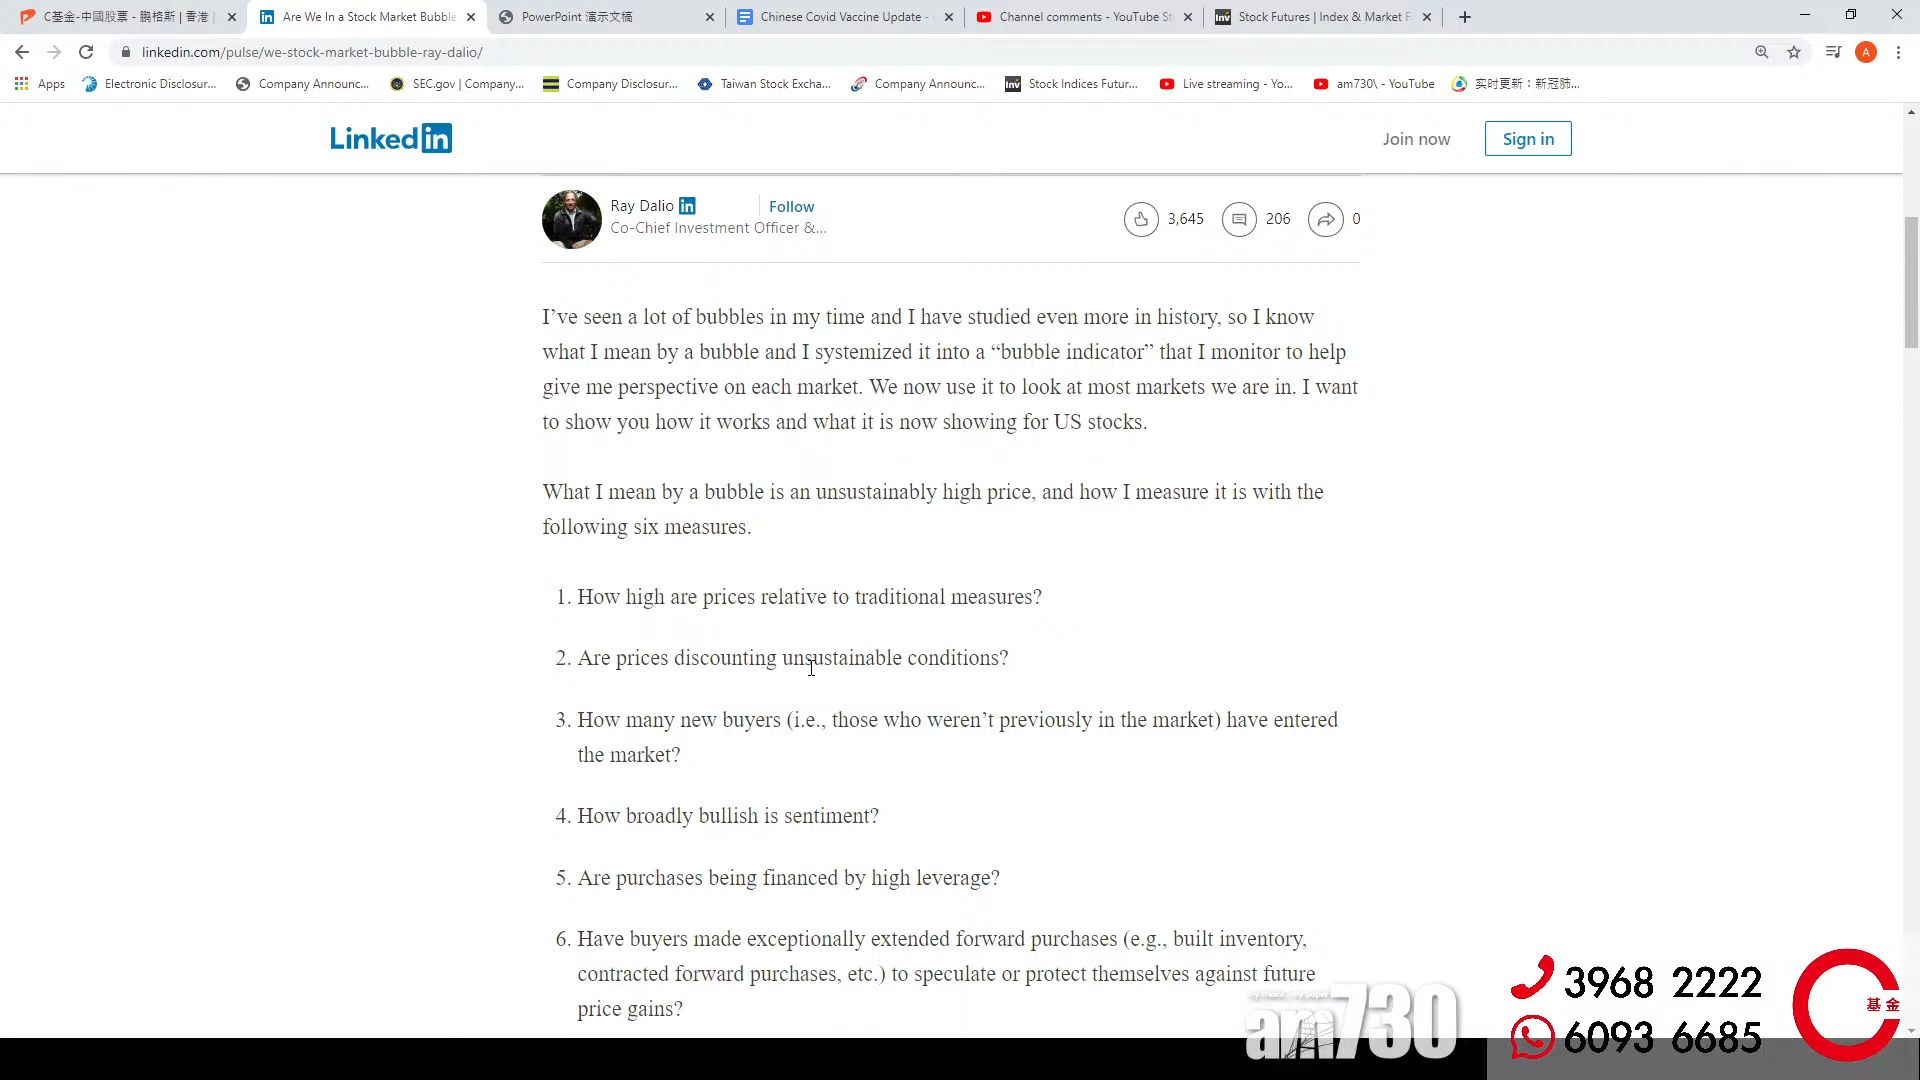 C基金-中國股票 - 鵬格斯 | 香港
Are We In a Stock Market Bubble
PowerPoint 演示文稿
Chinese Covid Vaccine Update -
Channel comments - YouTube St
Stock Futures | Index & Market F
linkedin.com/pulse/we-stock-market-bubble-ray-dalio/
A
Apps
Electronic Disclosur...
Company Announc...
SEC.gov | Company...
Company Disclosur...
Taiwan Stock Excha...
Company Announc...
Stock Indices Futur...
Live streaming - Yo...
am730\ - YouTube
实时更新：新冠肺...
Linked in
Join now
Sign in
Ray Dalio in
Follow
3,645
206
0
Co-Chief Investment Officer &...
I’ve seen a lot of bubbles in my time and I have studied even more in history, so I know
what I mean by a bubble and I systemized it into a “bubble indicator” that I monitor to help
give me perspective on each market. We now use it to look at most markets we are in. I want
to show you how it works and what it is now showing for US stocks.
What I mean by a bubble is an unsustainably high price, and how I measure it is with the
following six measures.
1. How high are prices relative to traditional measures?
2. Are prices discounting unsustainable conditions?
3. How many new buyers (i.e., those who weren’t previously in the market) have entered
the market?
4. How broadly bullish is sentiment?
5. Are purchases being financed by high leverage?
6. Have buyers made exceptionally extended forward purchases (e.g., built inventory,
contracted forward purchases, etc.) to speculate or protect themselves against future
price gains?
am730
3968 2222
6093 6685
基金